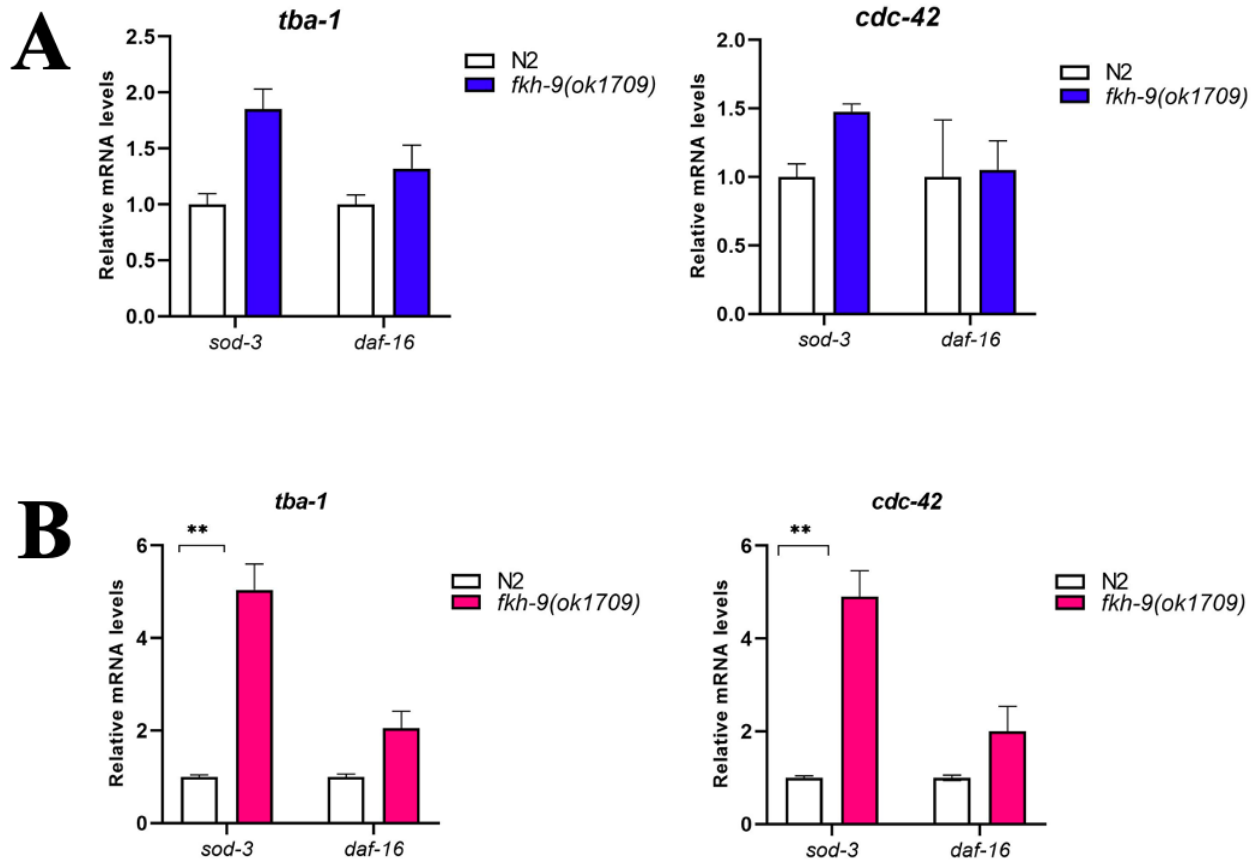 A
tba-1
Relative mRNA levels
2.5
2.0
1.5
1.0
0.5
0.0
sod-3
daf-16
N2
fkh-9(ok1709)
cdc-42
Relative mRNA levels
2.0
1.5
1.0
0.5
0.0
sod-3
daf-16
N2
fkh-9(ok1709)
B
tba-1
Relative mRNA levels
6
4
2
0
**
sod-3
daf-16
N2
fkh-9(ok1709)
cdc-42
Relative mRNA levels
6
4
2
0
**
sod-3
daf-16
N2
fkh-9(ok1709)